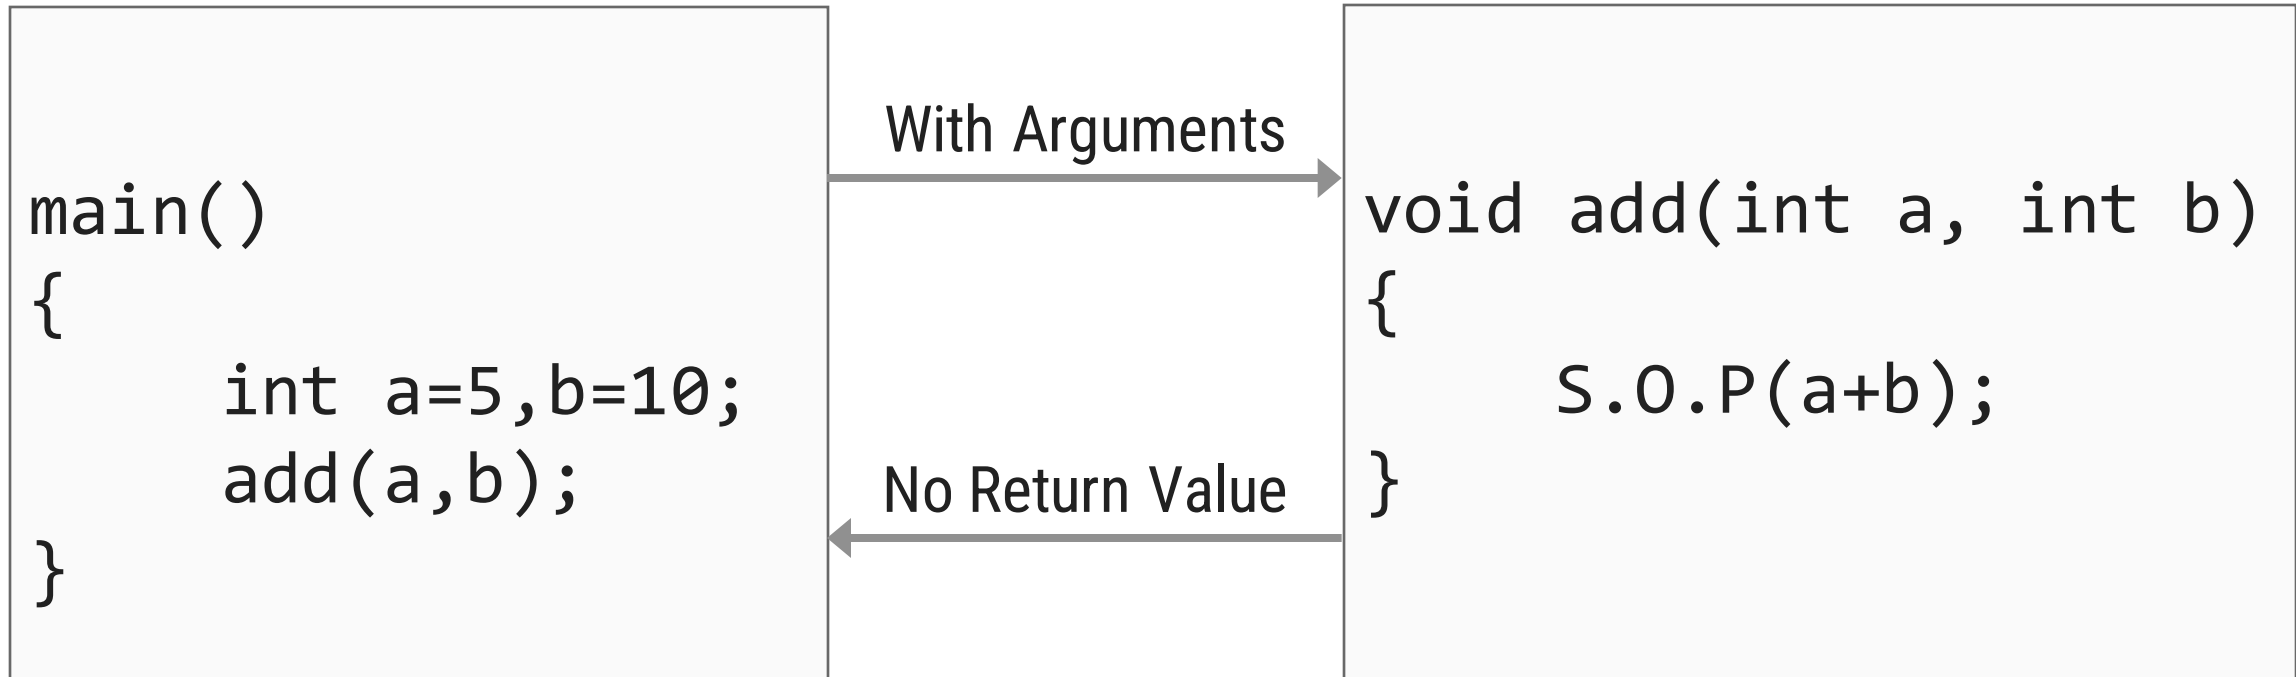 main()
{
int a=5,b=10;
add(a,b);
}
With Arguments
No Return Value
void add(int a, int b)
{
S.O.P(a+b);
}